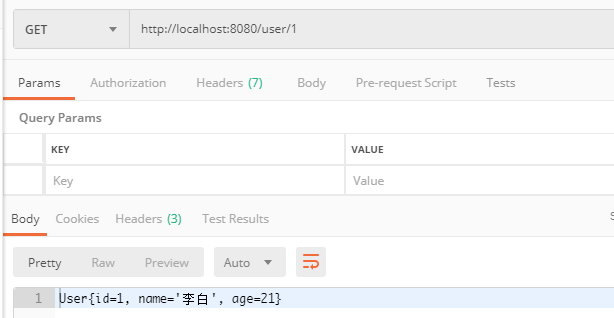 GET http://localhost:8080/user/1
Params Authorization Headers (7) Body Pre-request Script Tests
Query Params
KEY VALUE
Key Value
Body Cookies Headers (3) Test Results
Pretty Raw Preview Auto
1 User{id=1, name='李白', age=21}